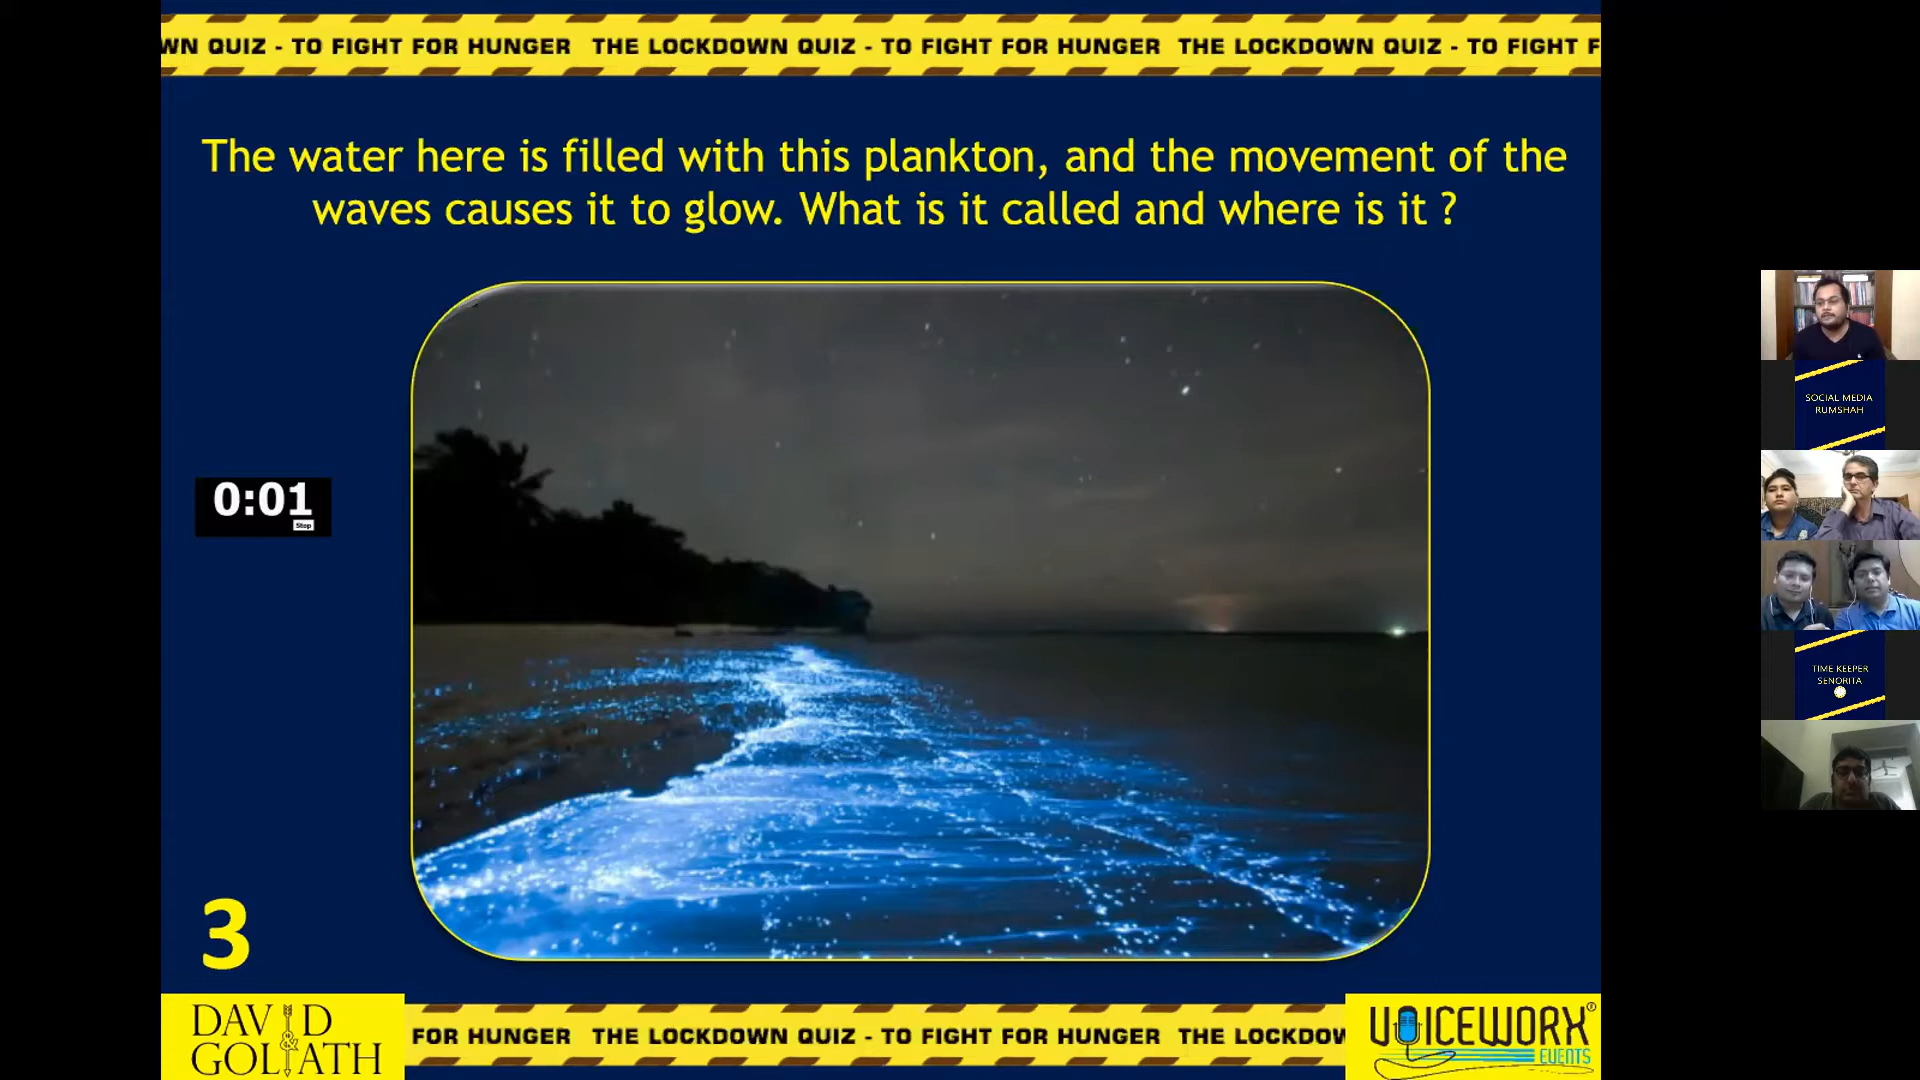 WN QUIZ - TO FIGHT FOR HUNGER THE LOCKDOWN QUIZ - TO FIGHT FOR HUNGER THE LOCKDOWN QUIZ - TO FIGHT F
The water here is filled with this plankton, and the movement of the
waves causes it to glow. What is it called and where is it ?
0:01
Stop
SOCIAL MEDIA
RUMSHAH
TIME KEEPER
SENORITA
3
DAVID
&
GOLIATH
FOR HUNGER THE LOCKDOWN QUIZ - TO FIGHT FOR HUNGER THE LOCKDOW
VOICEWORX®
EVENTS